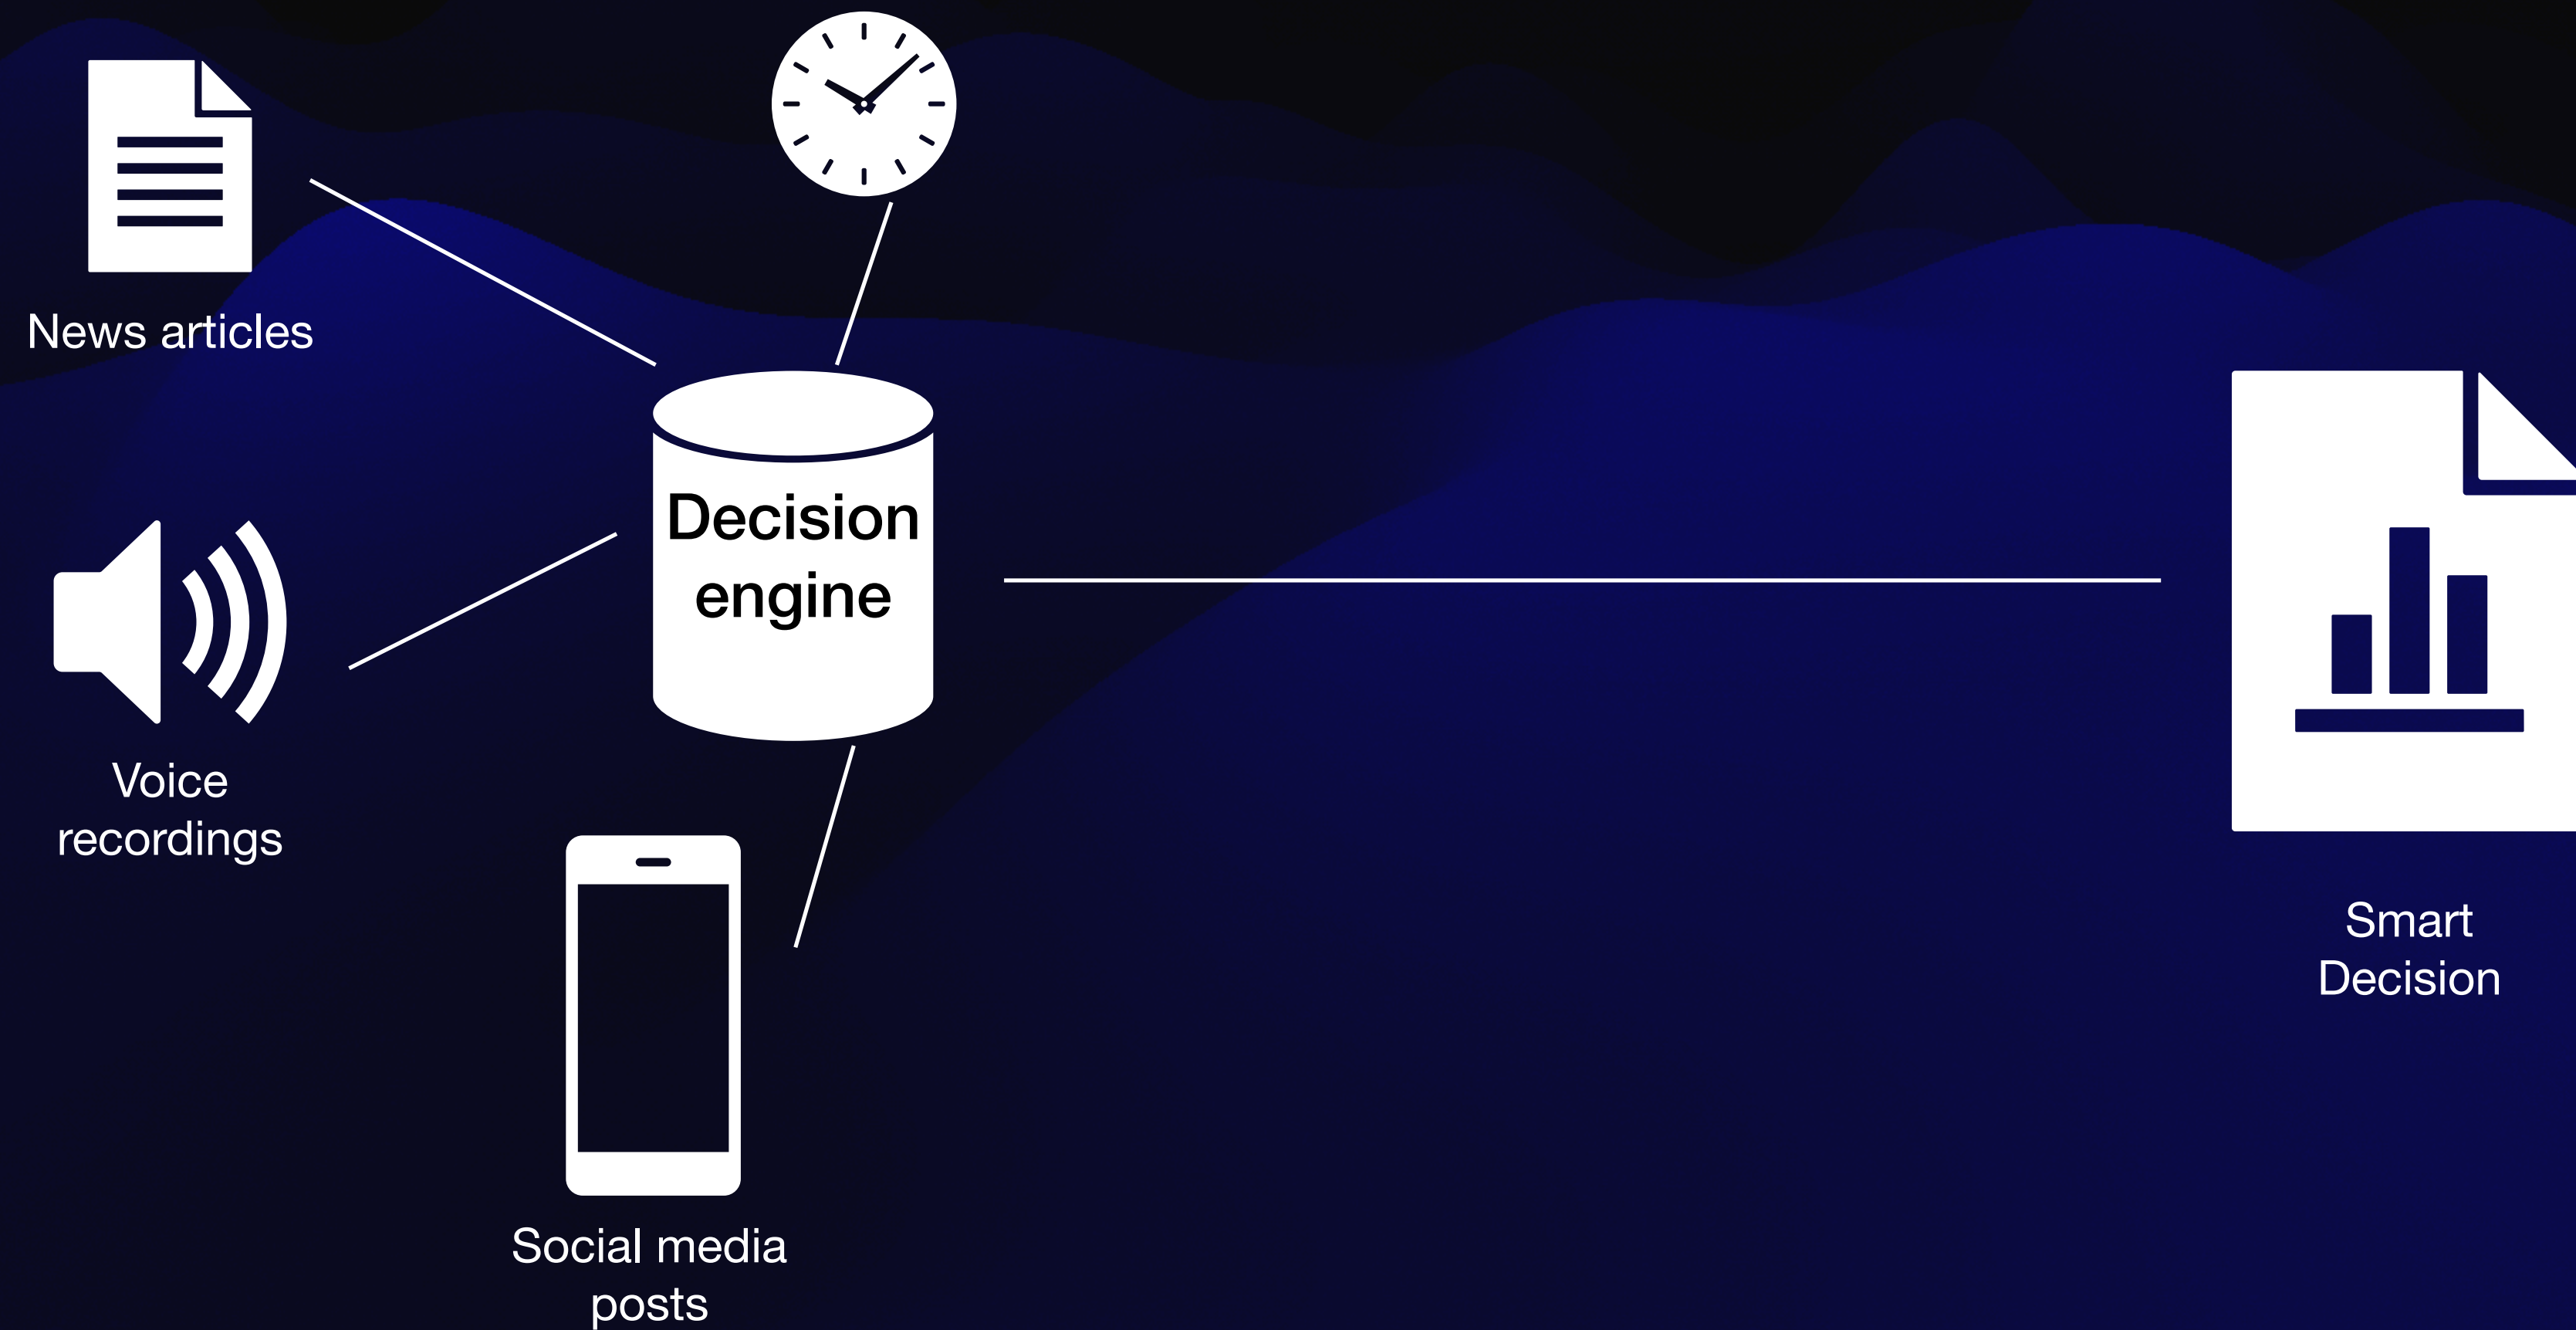 News articles
Decision
engine
Voice
recordings
Smart
Decision
Social media
posts